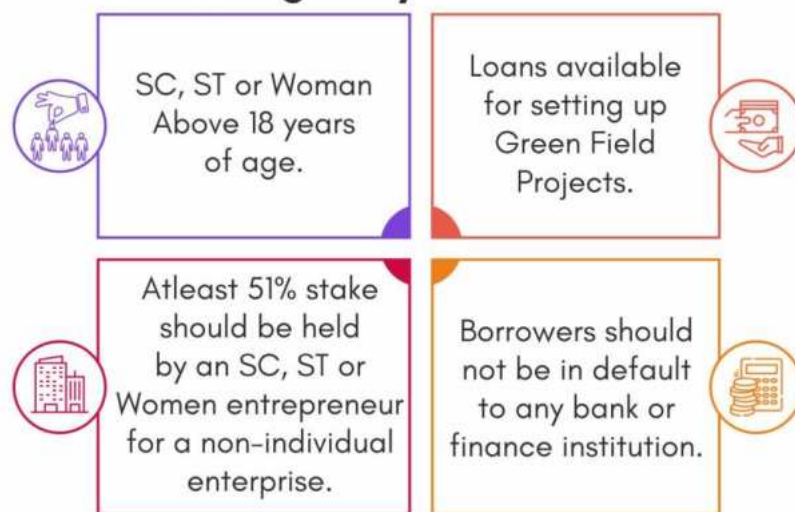 SC, ST or Woman
Above 18 years
of age.
Loans available
for setting up
Green Field
Projects.
Atleast 51% stake
should be held
by an SC, ST or
Women entrepreneur
for a non-individual
enterprise.
Borrowers should
not be in default
to any bank or
finance institution.